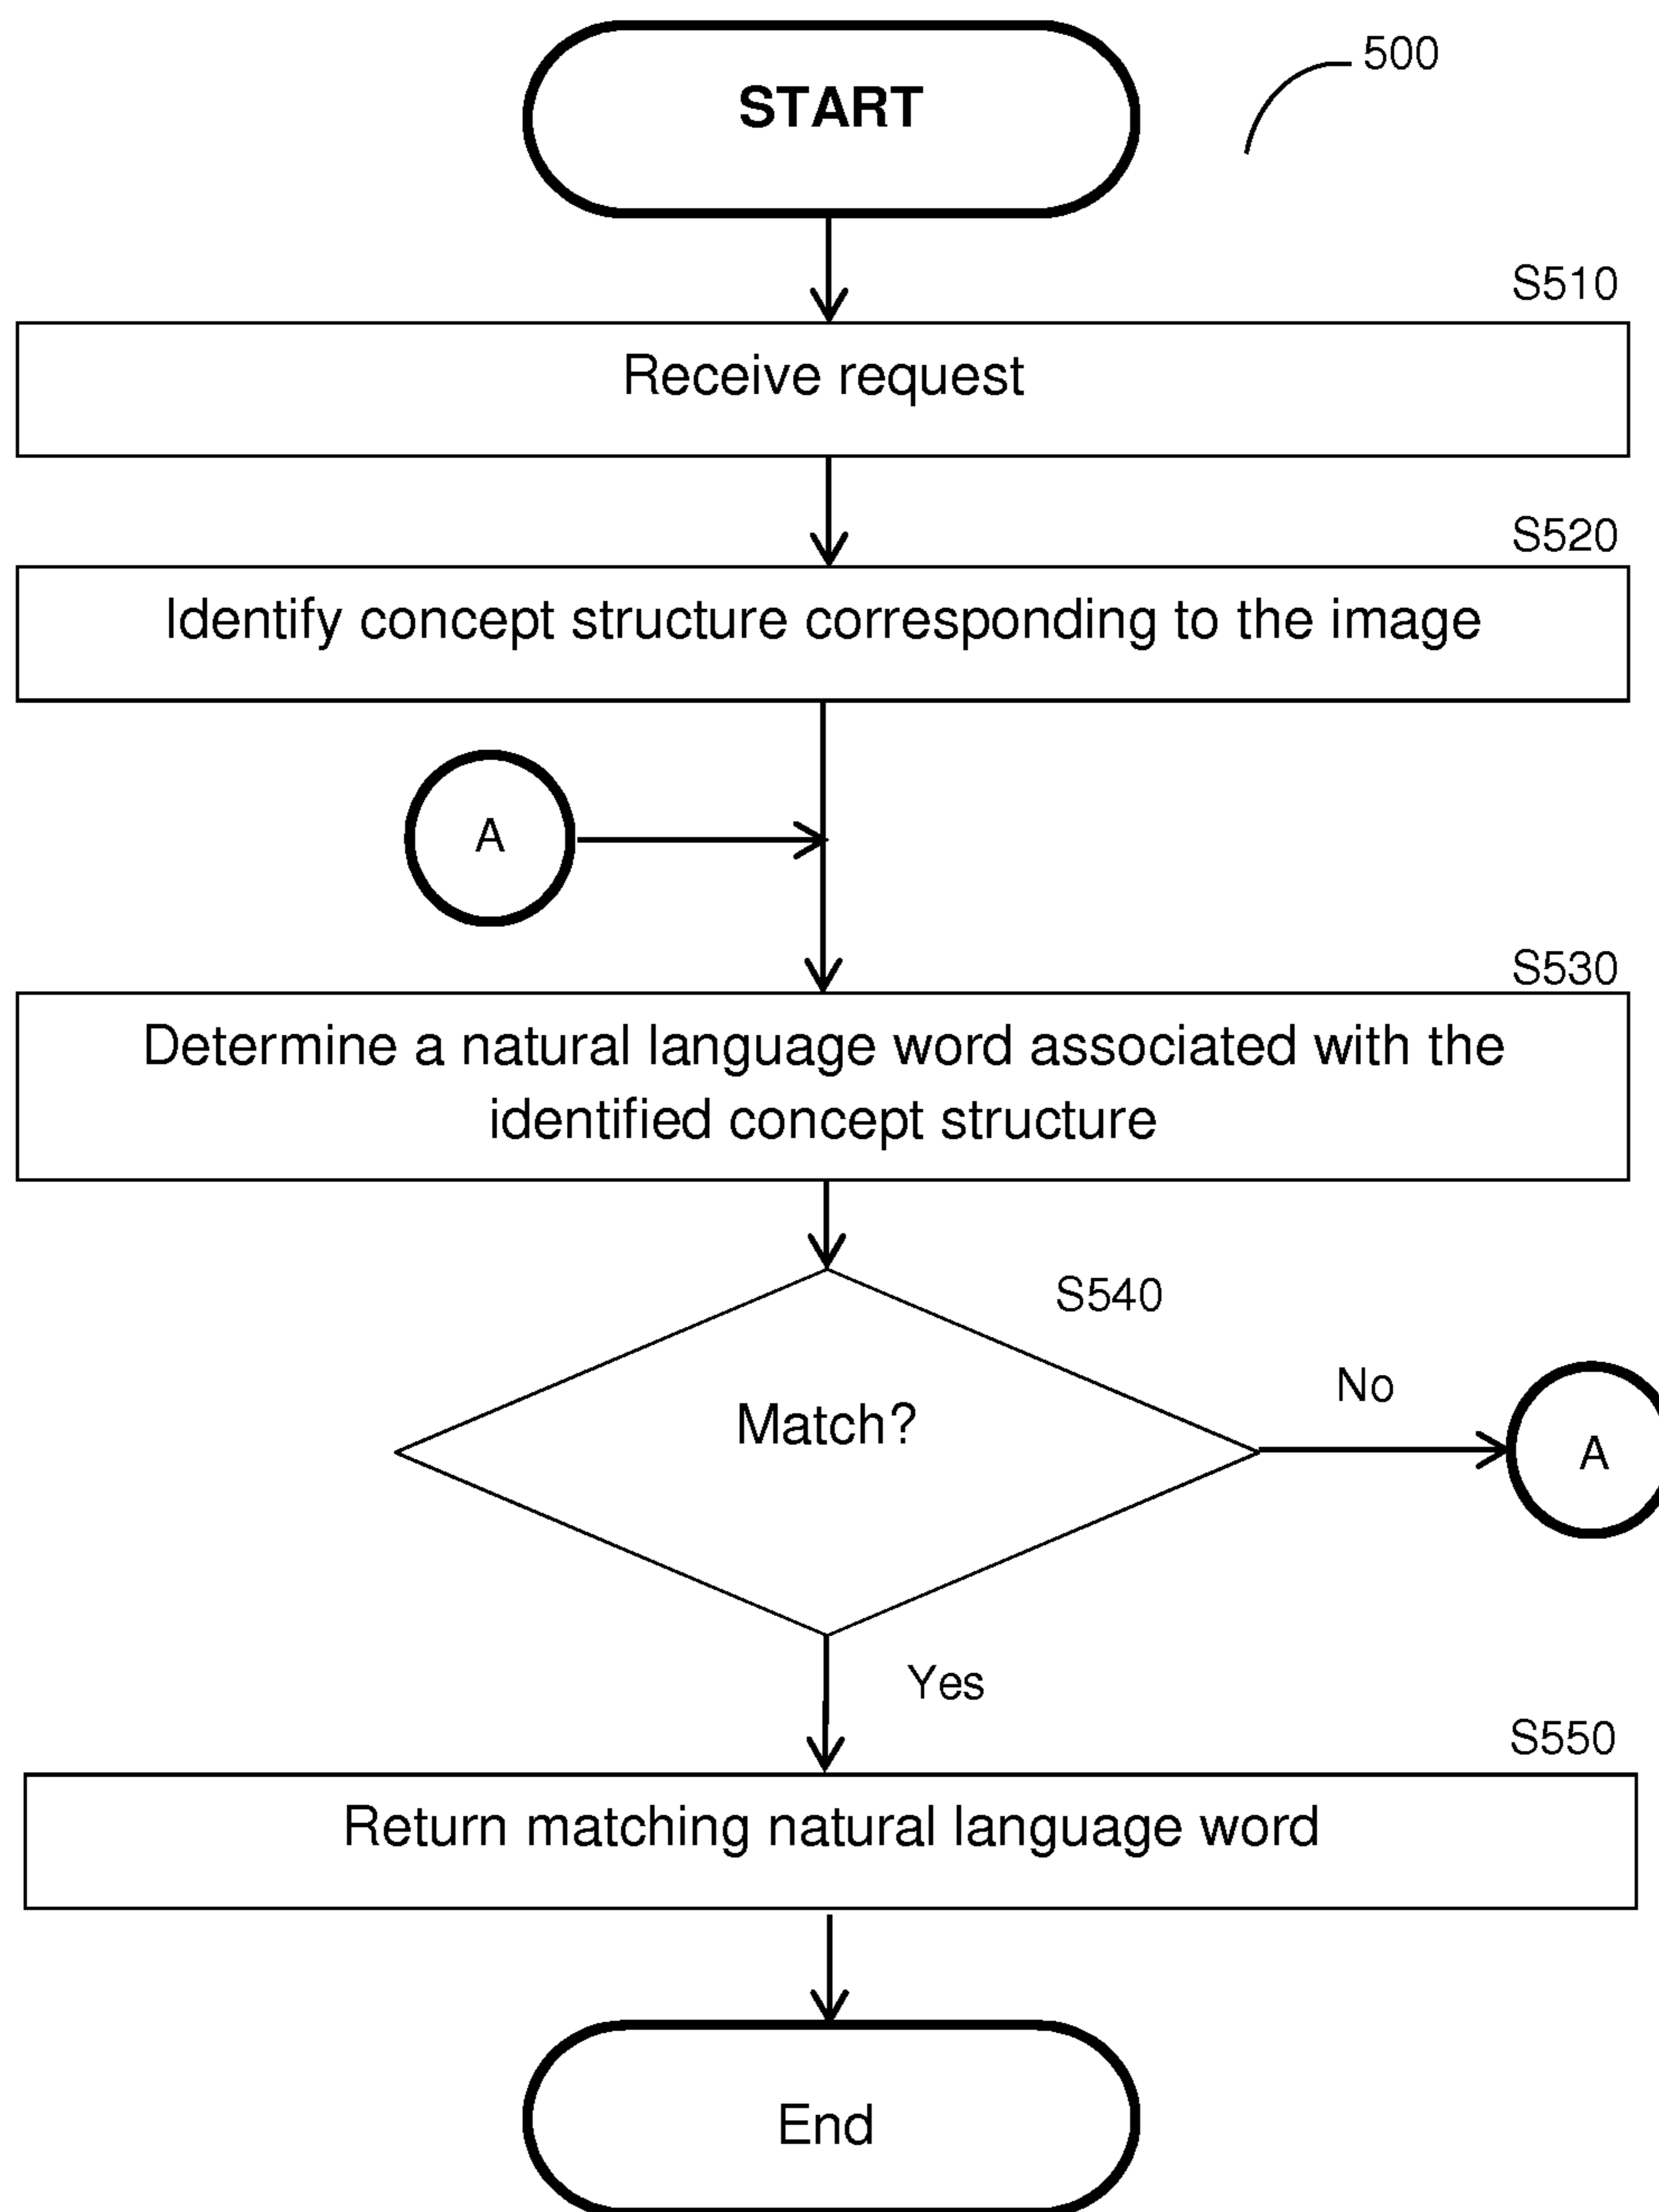 START
500
S510
Receive request
S520
Identify concept structure corresponding to the image
A
S530
Determine a natural language word associated with the
identified concept structure
S540
Match?
No
A
Yes
S550
Return matching natural language word
End